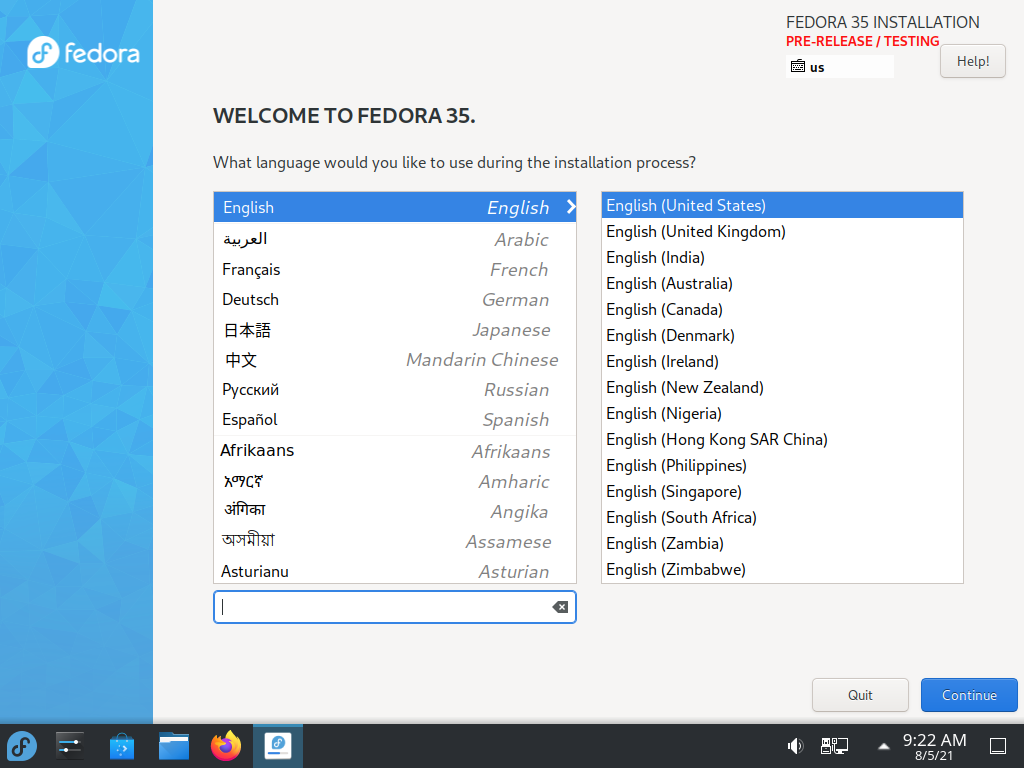 fedora
FEDORA 35 INSTALLATION
PRE-RELEASE / TESTING
us
Help!
WELCOME TO FEDORA 35.
What language would you like to use during the installation process?
English English
العربية Arabic
Français French
Deutsch German
日本語 Japanese
中文 Mandarin Chinese
Русский Russian
Español Spanish
Afrikaans Afrikaans
አማርኛ Amharic
अंगिका Angika
অসমীয়া Assamese
Asturianu Asturian
English (United States)
English (United Kingdom)
English (India)
English (Australia)
English (Canada)
English (Denmark)
English (Ireland)
English (New Zealand)
English (Nigeria)
English (Hong Kong SAR China)
English (Philippines)
English (Singapore)
English (South Africa)
English (Zambia)
English (Zimbabwe)
Quit
Continue
9:22 AM
8/5/21